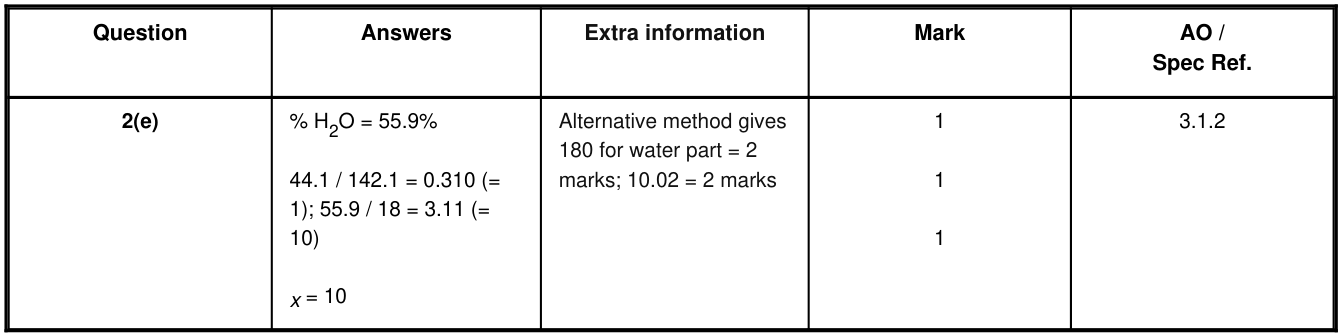 Question
Answers
Extra information
Mark
AO /
Spec Ref.
2(e)
% H₂O = 55.9%
44.1 / 142.1 = 0.310 (=
1); 55.9 / 18 = 3.11 (=
10)
x = 10
Alternative method gives
180 for water part = 2
marks; 10.02 = 2 marks
1
1
1
3.1.2